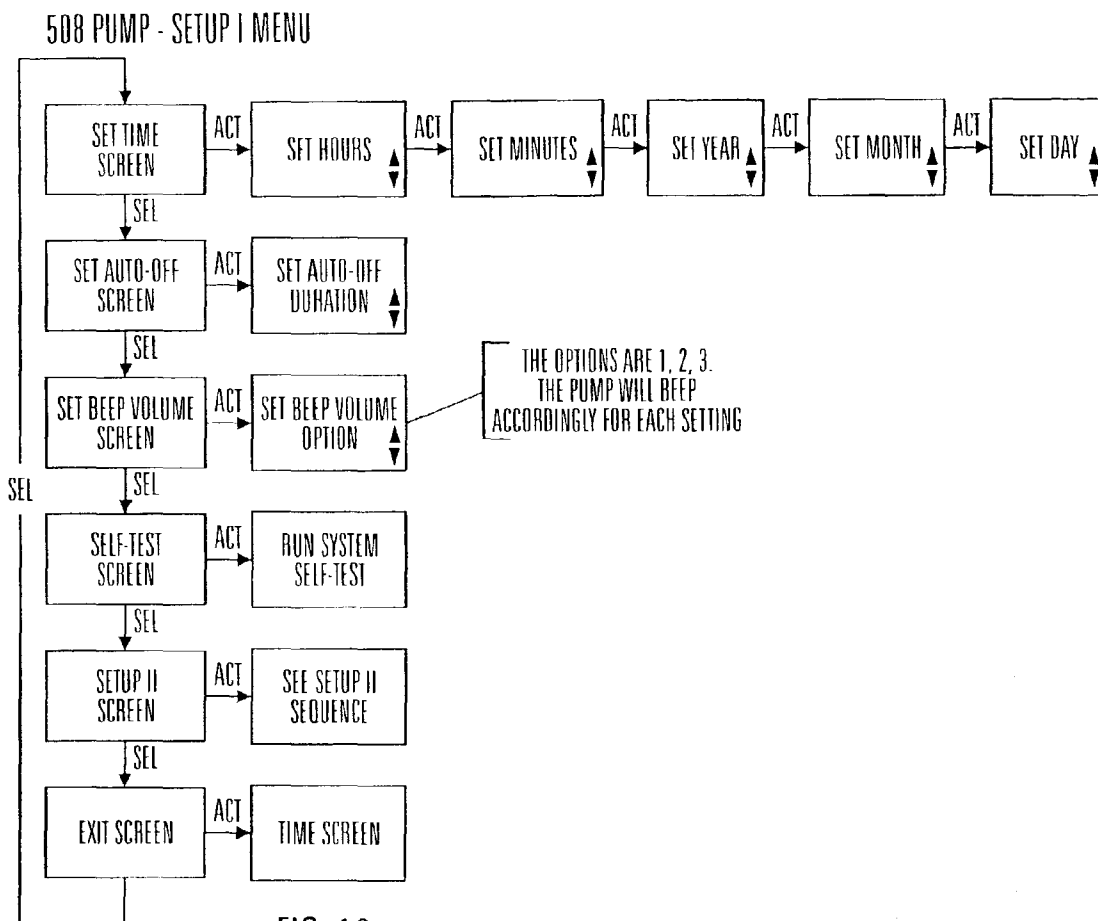 508 PUMP - SETUP I MENU
SET TIME
SCREEN
ACT
SET HOURS
ACT
SET MINUTES
ACT
SET YEAR
ACT
SET MONTH
ACT
SET DAY
SEL
SET AUTO-OFF
SCREEN
ACT
SET AUTO-OFF
DURATION
SEL
SET BEEP VOLUME
SCREEN
ACT
SET BEEP VOLUME
OPTION
THE OPTIONS ARE 1, 2, 3.
THE PUMP WILL BEEP
ACCORDINGLY FOR EACH SETTING
SEL
SEL
SELF-TEST
SCREEN
ACT
RUN SYSTEM
SELF-TEST
SEL
SETUP II
SCREEN
ACT
SEE SETUP II
SEQUENCE
SEL
EXIT SCREEN
ACT
TIME SCREEN